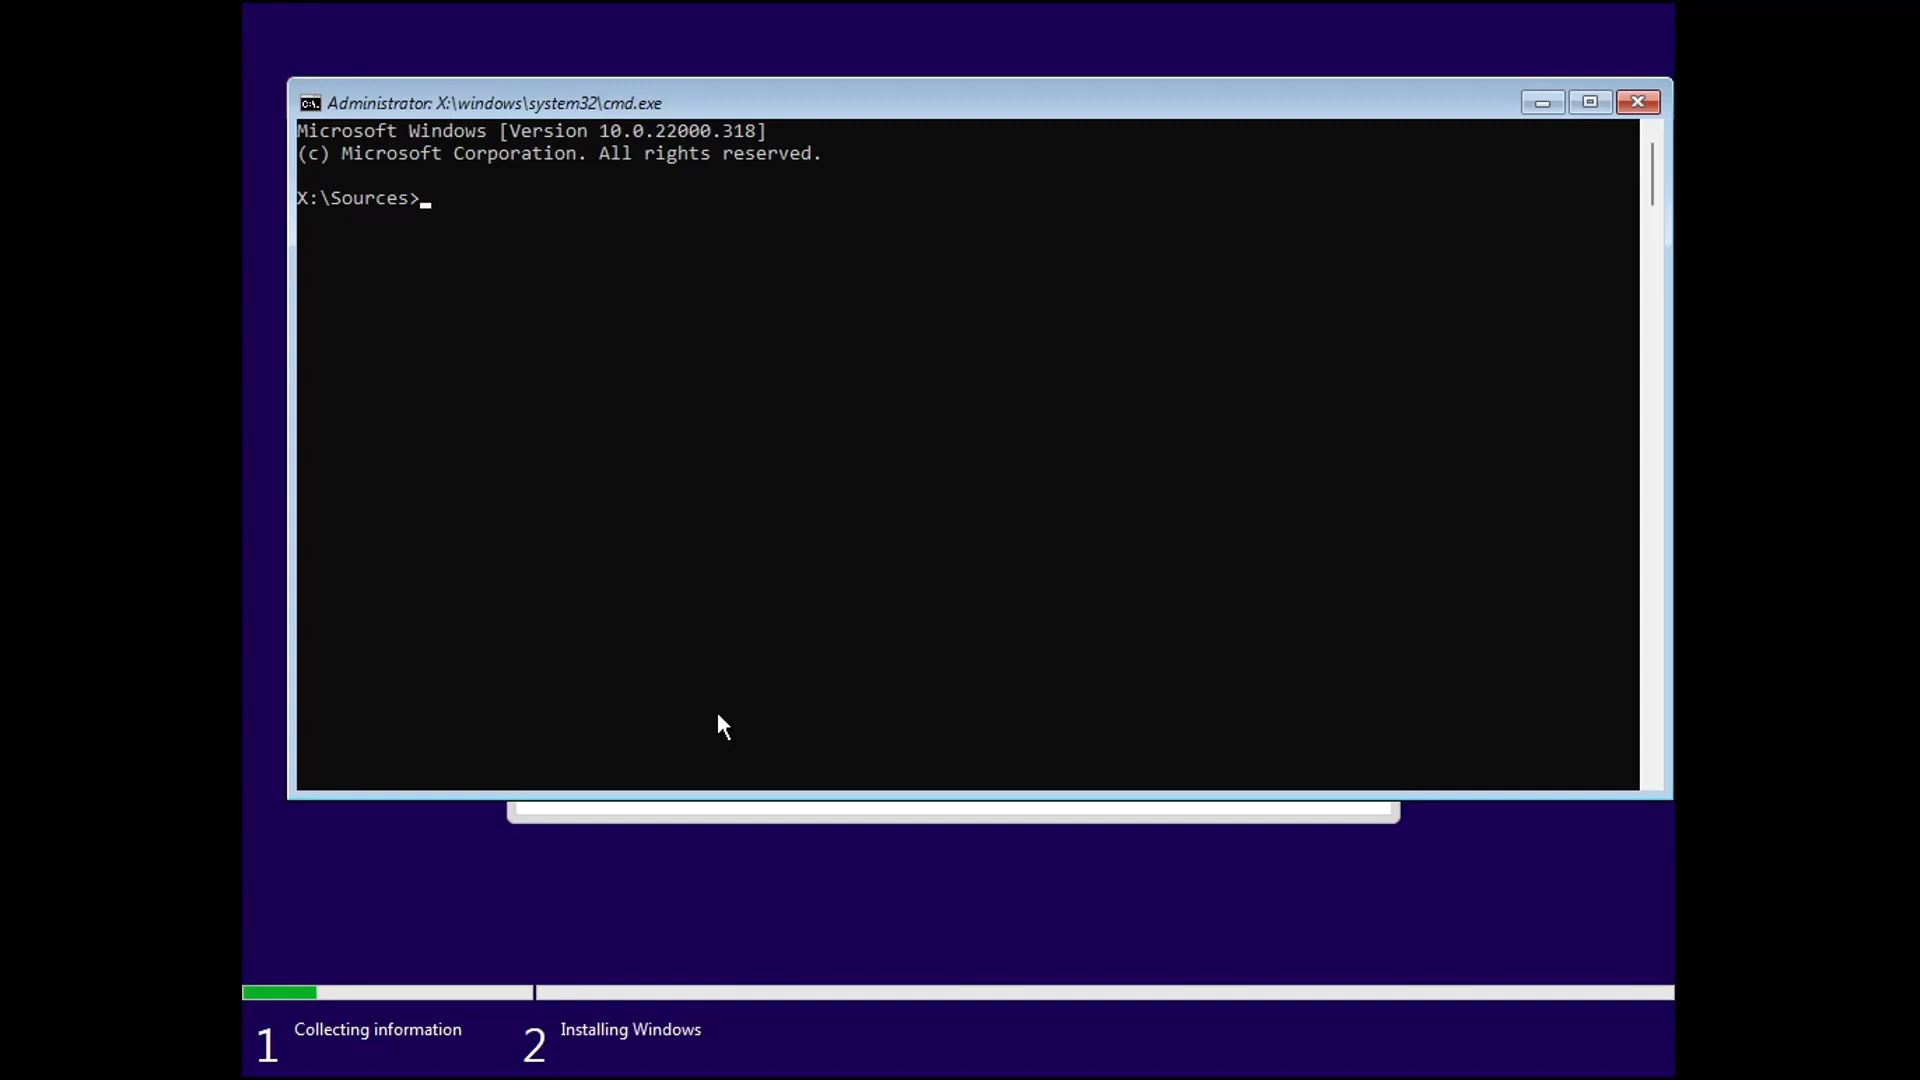 Administrator: X:\windows\system32\cmd.exe
Microsoft Windows [Version 10.0.22000.318]
(c) Microsoft Corporation. All rights reserved.
X:\Sources>
1 Collecting information
2 Installing Windows